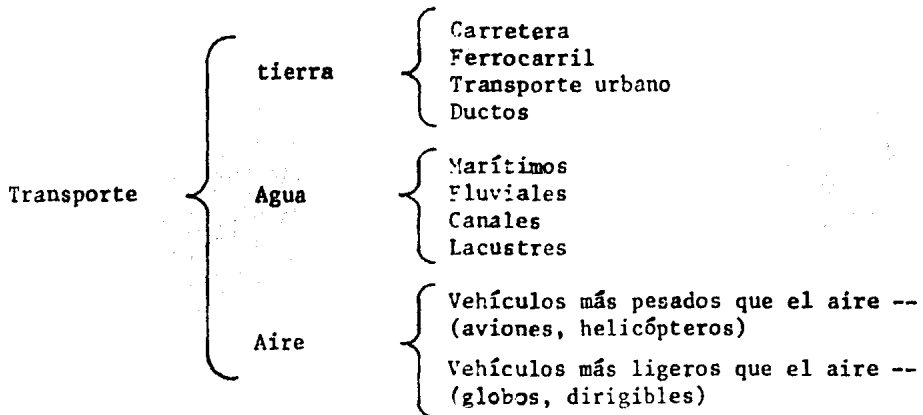 Transporte
tierra
Carretera
Ferrocarril
Transporte urbano
Ductos
Agua
Marítimos
Fluviales
Canales
Lacustres
Aire
Vehículos más pesados que el aire --
(aviones, helicópteros)
Vehículos más ligeros que el aire --
(globos, dirigibles)